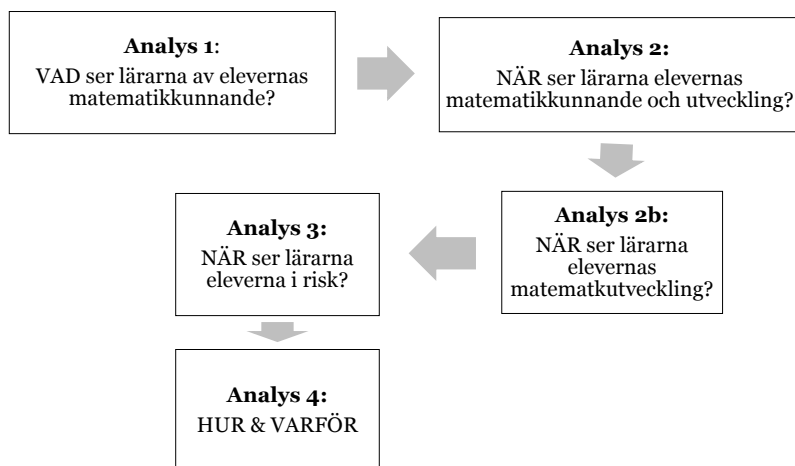 Analys 1:
VAD ser lärarna av elevernas
matematikkunnande?
Analys 2:
NÄR ser lärarna elevernas
matematikkunnande och utveckling?
Analys 2b:
NÄR ser lärarna
elevernas
matematkutveckling?
Analys 3:
NÄR ser lärarna
eleverna i risk?
Analys 4:
HUR & VARFÖR